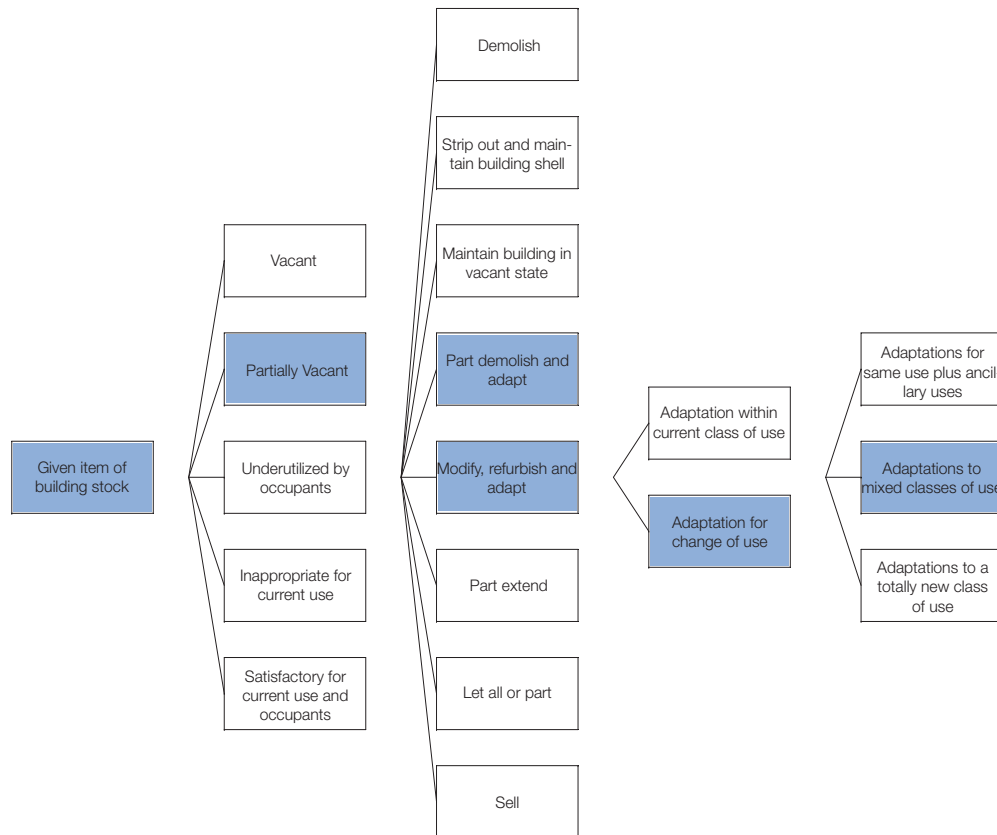 Demolish
Strip out and main-
tain building shell
Maintain building in
vacant state
Vacant
Partially Vacant
Part demolish and
adapt
Adaptations for
same use plus ancil
lary uses
Adaptation within
current class of use
Given item of
building stock
Underutilized by
occupants
Modify, refurbish and
adapt
Adaptations to
mixed classes of use
Adaptation for
change of use
Inappropriate for
current use
Part extend
Adaptations to a
totally new class
of use
Satisfactory for
current use and
occupants
Let all or part
Sell